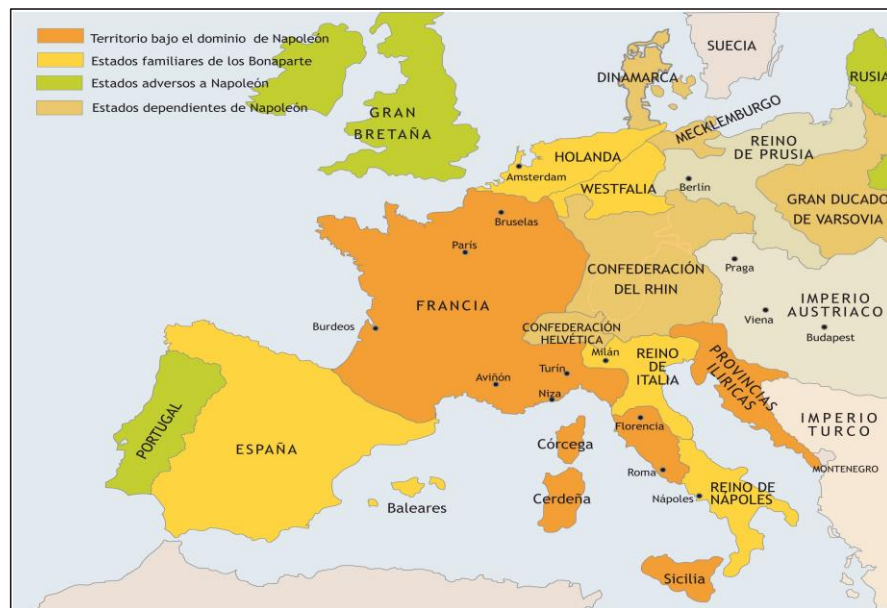 Territorio bajo el dominio de Napoleón
Estados familiares de los Bonaparte
Estados adversos a Napoleón
Estados dependientes de Napoleón
SUECIA
DINAMARCA
RUSIA
GRAN
BRETAÑA
MECKLEMBURGO
REINO
DE PRUSIA
HOLANDA
Amsterdam
WESTFALIA
Berlín
GRAN DUCADO
DE VARSOVIA
Bruselas
París
Praga
CONFEDERACIÓN
DEL RHIN
FRANCIA
IMPERIO
AUSTRIACO
Viena
Budapest
Burdeos
CONFEDERACIÓN
HELVÉTICA
Milán
REINO
DE ITALIA
PROVINCIAS
ILIRICAS
Turín
Aviñón
Niza
IMPERIO
TURCO
Florencia
PORTUGAL
ESPAÑA
Córcega
MONTENEGRO
Roma
Cerdeña
Nápoles
REINO DE
NÁPOLES
Baleares
Sicilia